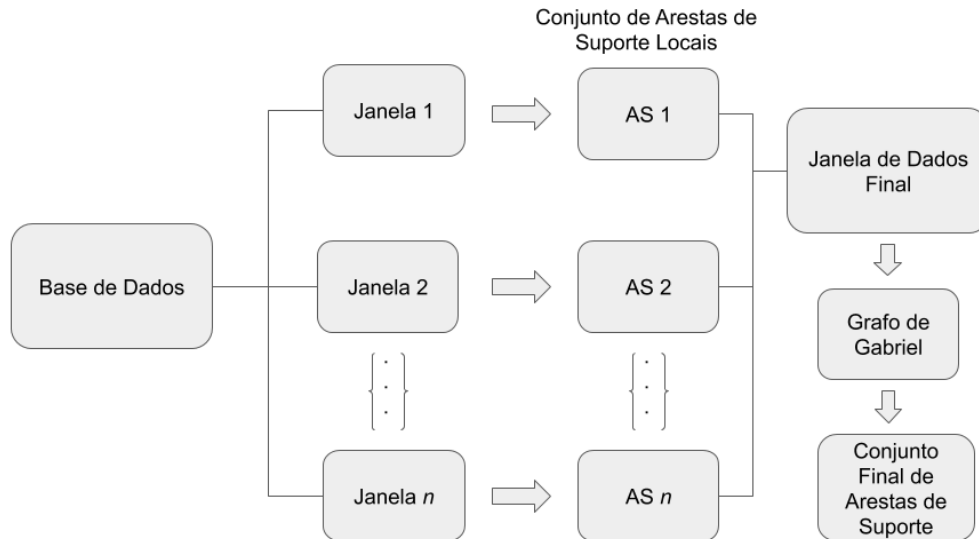 Conjunto de Arestas de
Suporte Locais
Janela 1
AS 1
Janela de Dados
Final
Base de Dados
Janela 2
AS 2
Grafo de
Gabriel
Janela n
AS n
Conjunto
Final de
Arestas de
Suporte